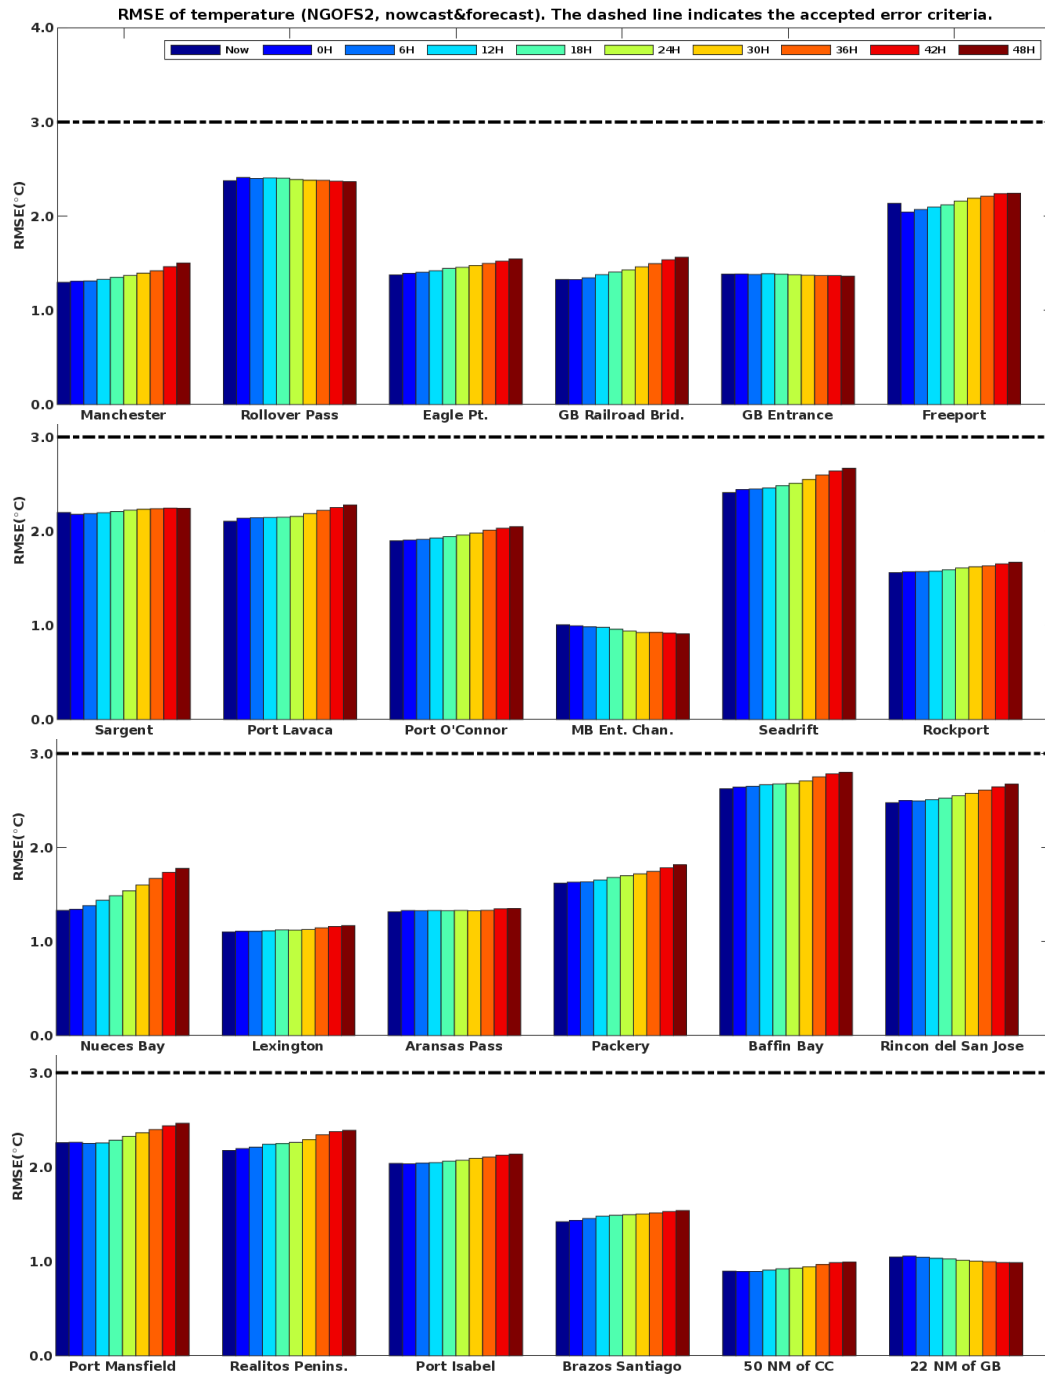 RMSE of temperature (NGOFS2, nowcast&forecast). The dashed line indicates the accepted error criteria.
4.0
Now 0H 6H 12H 18H 24H 30H 36H 42H 48H
3.0
2.0
1.0
0.0
RMSE(°C)
Manchester Rollover Pass Eagle Pt. GB Railroad Brid. GB Entrance Freeport
3.0
2.0
1.0
0.0
RMSE(°C)
Sargent Port Lavaca Port O'Connor MB Ent. Chan. Seadrift Rockport
3.0
2.0
1.0
0.0
RMSE(°C)
Nueces Bay Lexington Aransas Pass Packery Baffin Bay Rincon del San Jose
3.0
2.0
1.0
0.0
RMSE(°C)
Port Mansfield Realitos Penins. Port Isabel Brazos Santiago 50 NM of CC 22 NM of GB